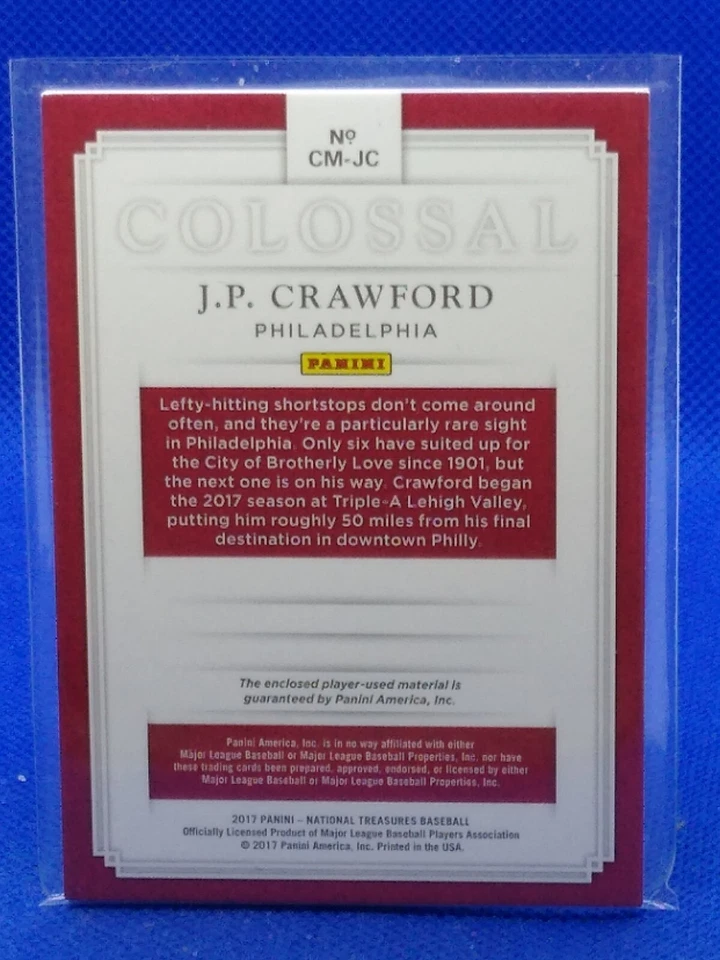 Nº
CM-JC
COLOSSAL
J.P. CRAWFORD
PHILADELPHIA
PANINI
Lefty-hitting shortstops don't come around
often, and they're a particularly rare sight
in Philadelphia. Only six have suited up for
the City of Brotherly Love since 1901, but
the next one is on his way. Crawford began
the 2017 season at Triple-A Lehigh Valley,
putting him roughly 50 miles from his final
destination in downtown Philly.
The enclosed player-used material is
guaranteed by Panini America, Inc.
Panini America, Inc. is in no way affiliated with either
Major League Baseball or Major League Baseball Properties, Inc. nor have
these trading cards been prepared, approved, endorsed, or licensed by either
Major League Baseball or Major League Baseball Properties, Inc.
2017 PANINI – NATIONAL TREASURES BASEBALL
Officially Licensed Product of Major League Baseball Players Association
© 2017 Panini America, Inc. Printed in the USA.